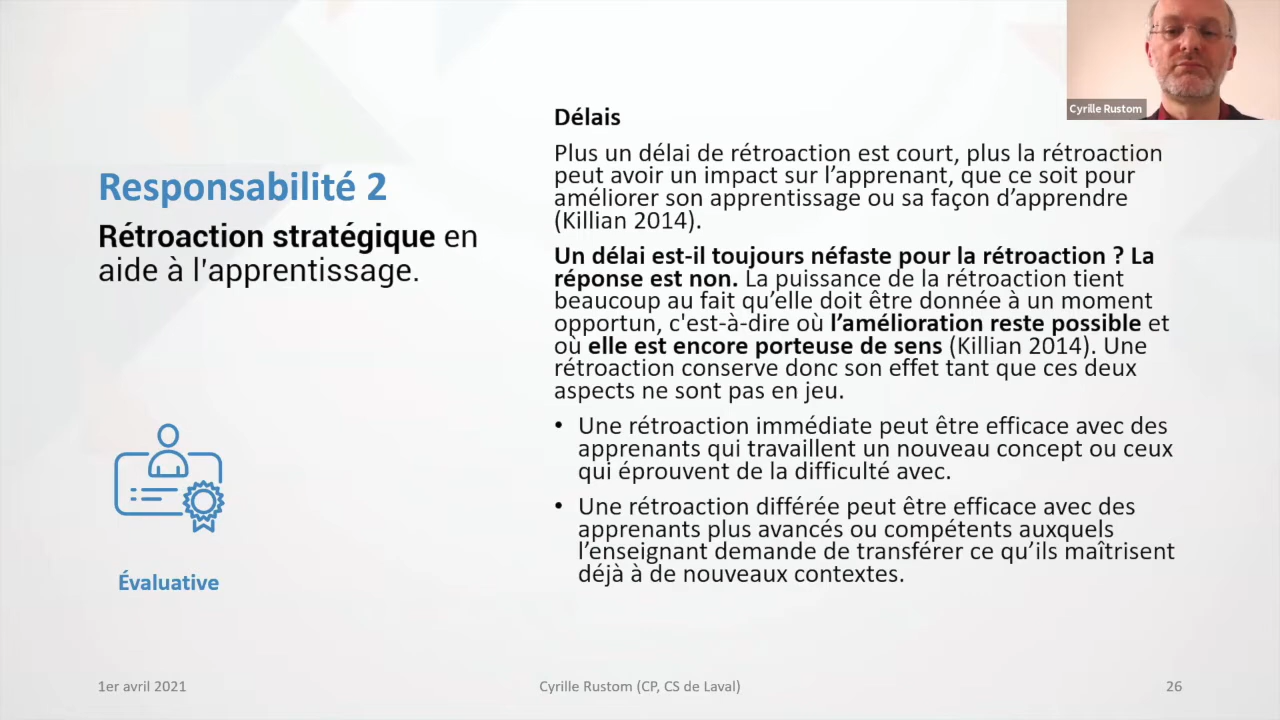 Cyrille Rustom
Responsabilité 2
Rétroaction stratégique en
aide à l'apprentissage.
Évaluative
Délais
Plus un délai de rétroaction est court, plus la rétroaction
peut avoir un impact sur l’apprenant, que ce soit pour
améliorer son apprentissage ou sa façon d’apprendre
(Killian 2014).
Un délai est-il toujours néfaste pour la rétroaction ? La
réponse est non. La puissance de la rétroaction tient
beaucoup au fait qu’elle doit être donnée à un moment
opportun, c'est-à-dire où l’amélioration reste possible et
où elle est encore porteuse de sens (Killian 2014). Une
rétroaction conserve donc son effet tant que ces deux
aspects ne sont pas en jeu.
• Une rétroaction immédiate peut être efficace avec des
apprenants qui travaillent un nouveau concept ou ceux
qui éprouvent de la difficulté avec.
• Une rétroaction différée peut être efficace avec des
apprenants plus avancés ou compétents auxquels
l’enseignant demande de transférer ce qu’ils maîtrisent
déjà à de nouveaux contextes.
1er avril 2021
Cyrille Rustom (CP, CS de Laval)
26